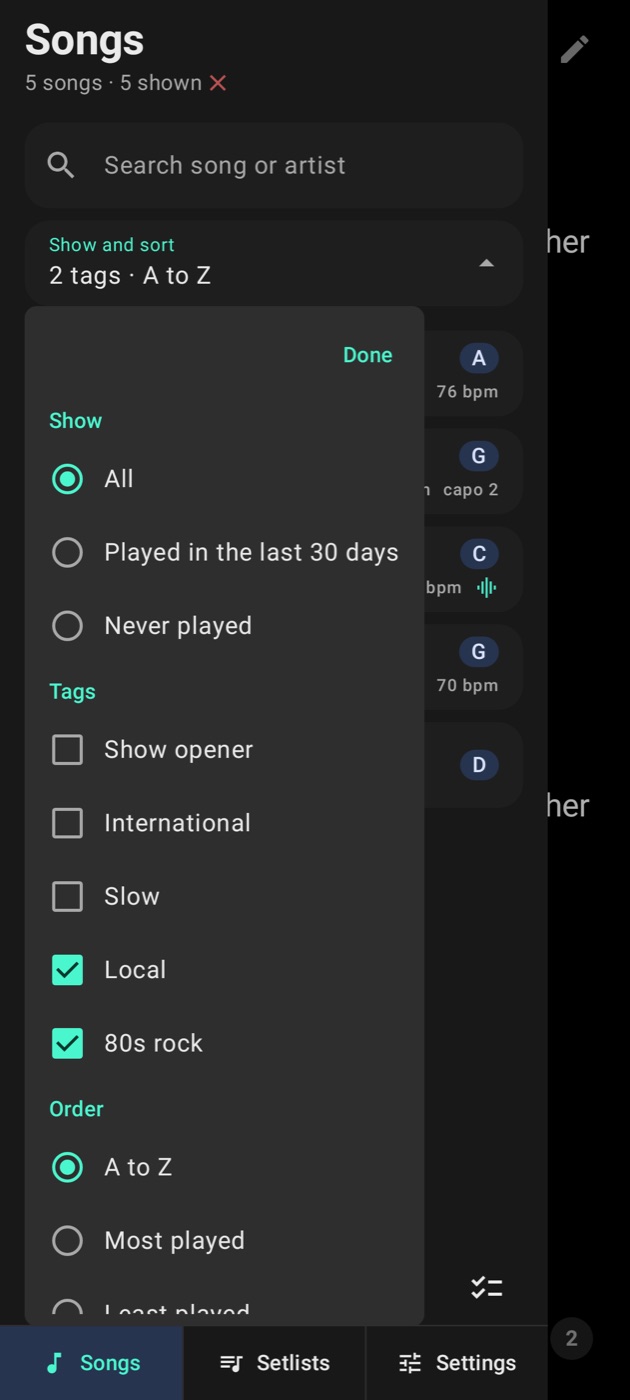 Songs
5 songs · 5 shown
Search song or artist
Show and sort
2 tags · A to Z
her
Done
A
76 bpm
Show
G
All
capo 2
Played in the last 30 days
C
bpm
Never played
G
70 bpm
Tags
Show opener
D
her
International
Slow
Local
80s rock
Order
A to Z
Most played
Least played
Songs
Setlists
Settings
2